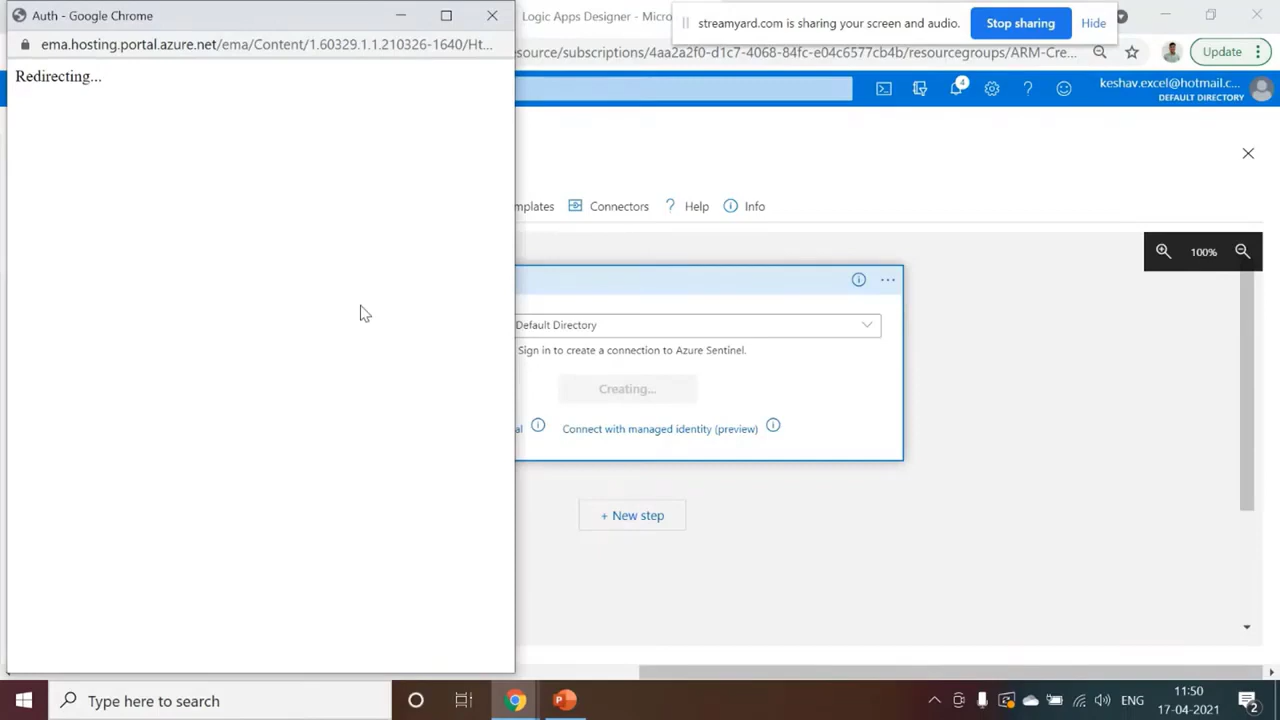 Auth - Google Chrome
Logic Apps Designer - Micro
streamyard.com is sharing your screen and audio.
Stop sharing
Hide
ema.hosting.portal.azure.net/ema/Content/1.60329.1.1.210326-1640/Ht...
source/subscriptions/4aa2a2f0-d1c7-4068-84fc-e04c6577cb4b/resourcegroups/ARM-Cre...
Update
Redirecting...
4
keshav.excel@hotmail.c...
DEFAULT DIRECTORY
mplates
Connectors
? Help
Info
100%
Default Directory
Sign in to create a connection to Azure Sentinel.
Creating...
al
Connect with managed identity (preview)
+ New step
Type here to search
ENG
11:50
17-04-2021
2